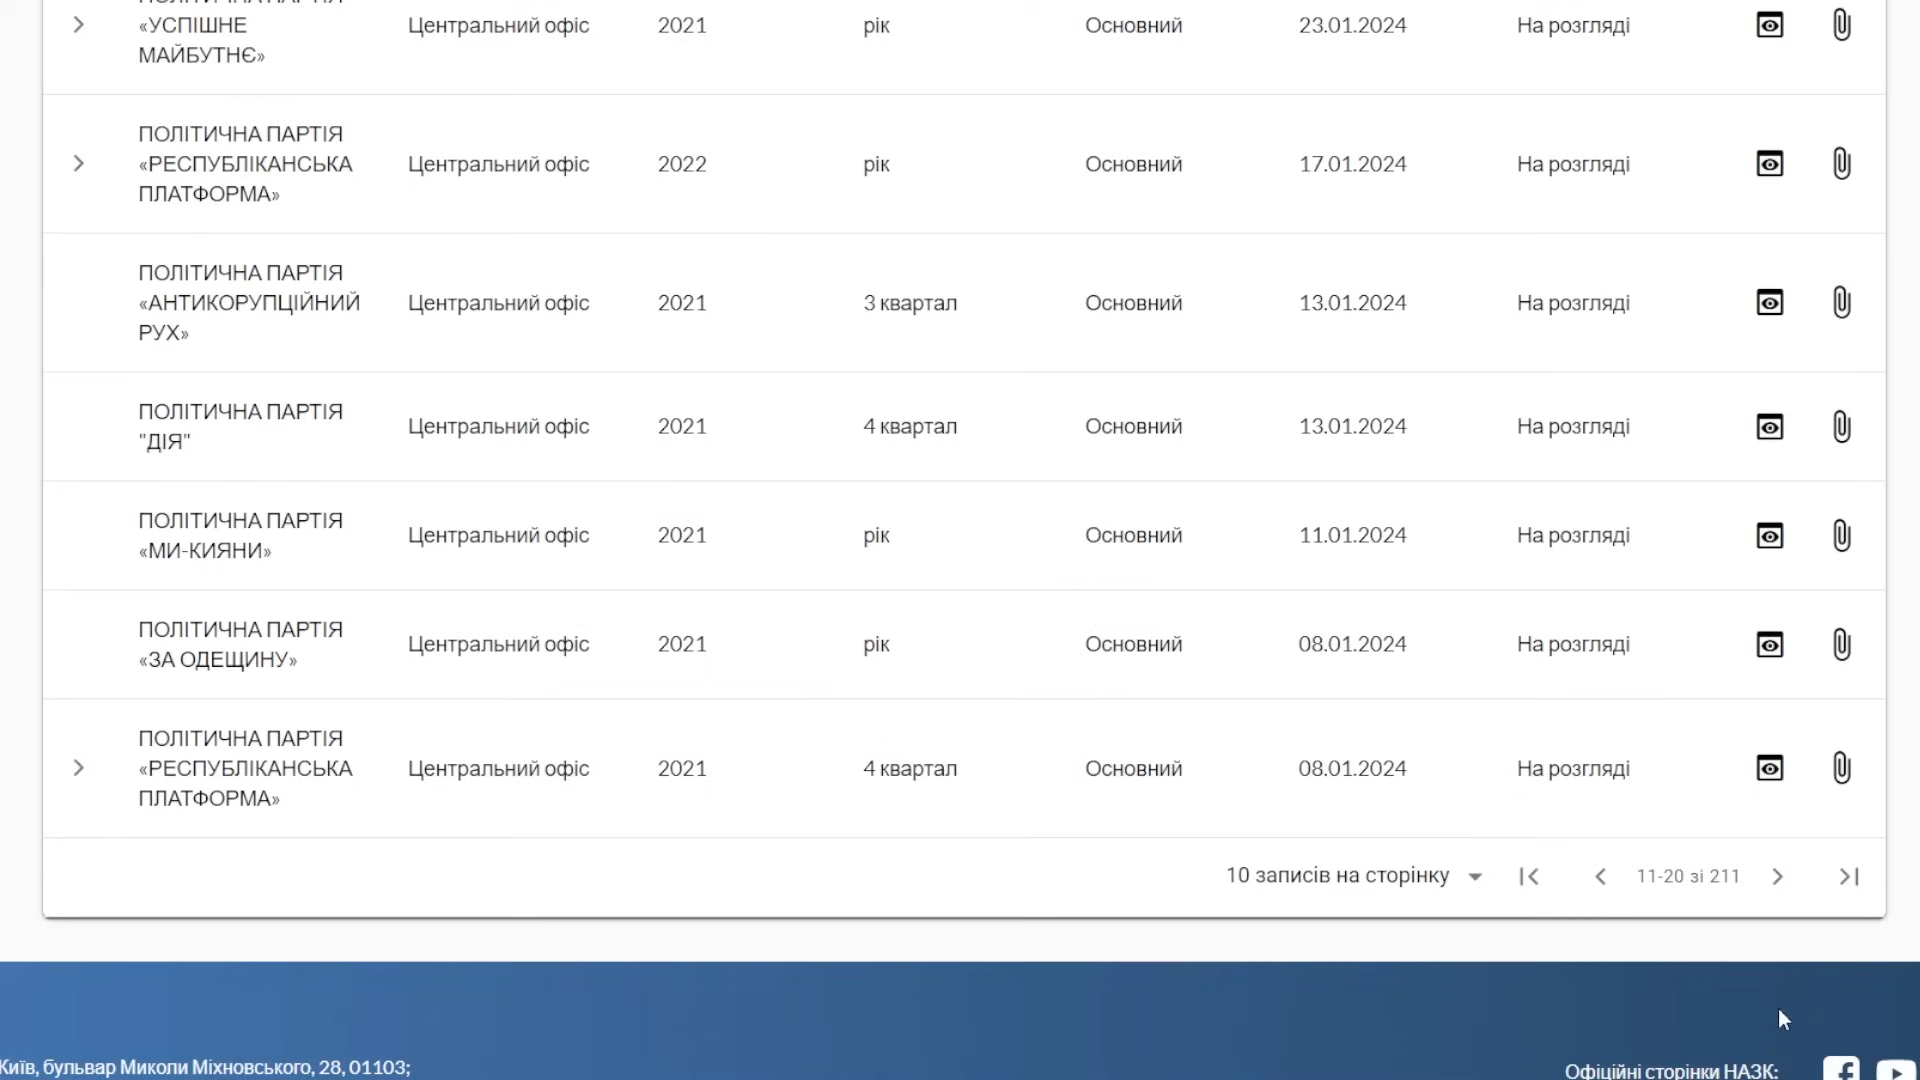 «УСПІШНЕ
МАЙБУТНЄ»
Центральний офіс 2021 рік Основний 23.01.2024 На розгляді
ПОЛІТИЧНА ПАРТІЯ
«РЕСПУБЛІКАНСЬКА
ПЛАТФОРМА»
Центральний офіс 2022 рік Основний 17.01.2024 На розгляді
ПОЛІТИЧНА ПАРТІЯ
«АНТИКОРУПЦІЙНИЙ
РУХ»
Центральний офіс 2021 3 квартал Основний 13.01.2024 На розгляді
ПОЛІТИЧНА ПАРТІЯ
"ДІЯ"
Центральний офіс 2021 4 квартал Основний 13.01.2024 На розгляді
ПОЛІТИЧНА ПАРТІЯ
«МИ-КИЯНИ»
Центральний офіс 2021 рік Основний 11.01.2024 На розгляді
ПОЛІТИЧНА ПАРТІЯ
«ЗА ОДЕЩИНУ»
Центральний офіс 2021 рік Основний 08.01.2024 На розгляді
ПОЛІТИЧНА ПАРТІЯ
«РЕСПУБЛІКАНСЬКА
ПЛАТФОРМА»
Центральний офіс 2021 4 квартал Основний 08.01.2024 На розгляді
10 записів на сторінку 11-20 зі 211
Київ, бульвар Миколи Міхновського, 28, 01103;
Офіційні сторінки НАЗК: